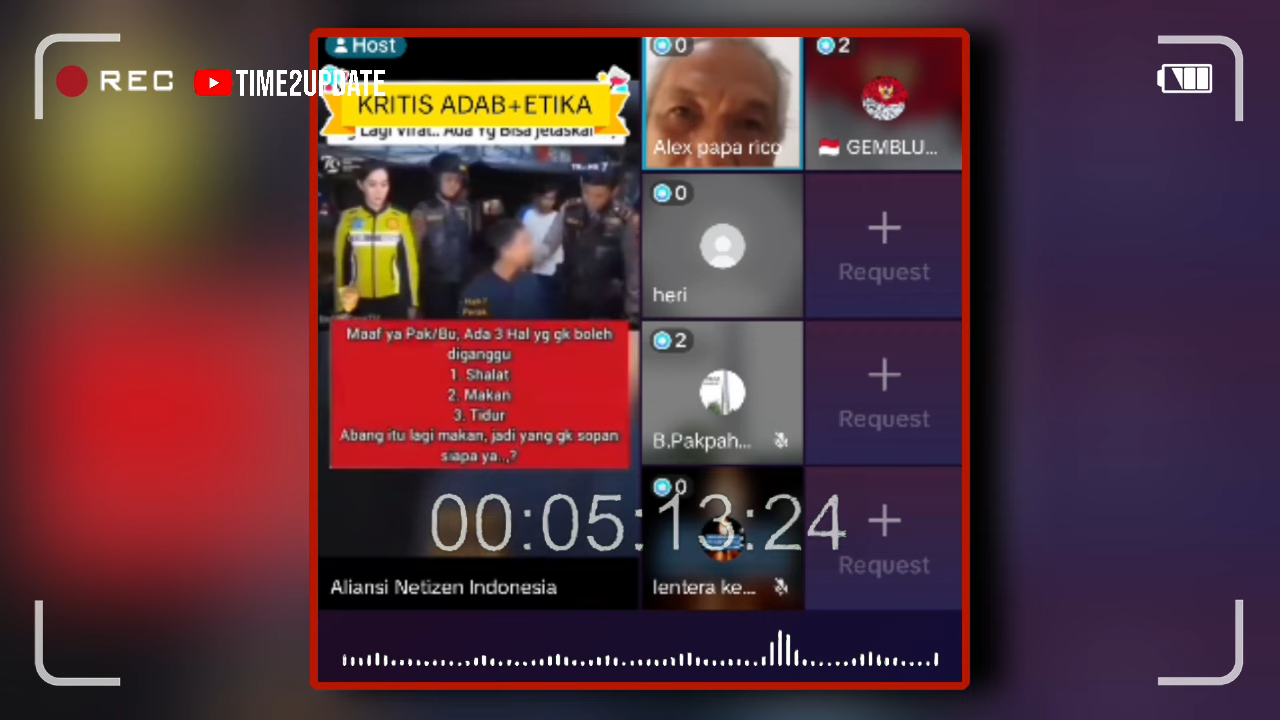 Host
REC
TIME2UPDATE
KRITIS ADAB+ETIKA
Lagi Viral.. Ada Yg Bisa Jelaskan
Maaf ya Pak/Bu, Ada 3 Hal yg gk boleh
diganggu
1. Shalat
2. Makan
3. Tidur
Abang itu lagi makan, jadi yang gk sopan
siapa ya..,?
00:05:13:24
Aliansi Netizen Indonesia
0
Alex papa rico
2
GEMBLU...
0
heri
Request
2
B.Pakpah...
Request
0
lentera ke...
Request